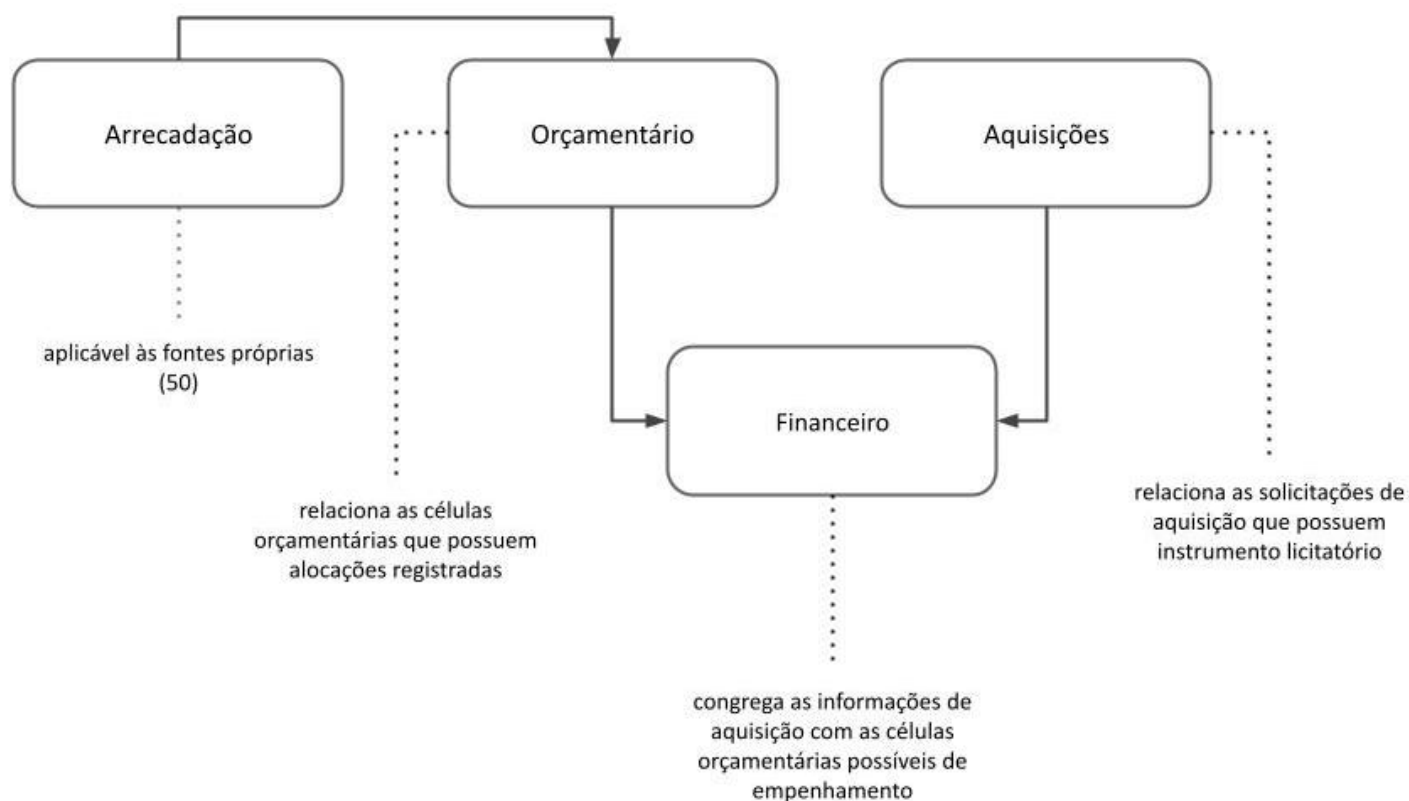 Arrecadação
Orçamentário
Aquisições
aplicável às fontes próprias
(50)
Financeiro
relaciona as células
orçamentárias que possuem
alocações registradas
relaciona as solicitações de
aquisição que possuem
instrumento licitatório
congrega as informações de
aquisição com as células
orçamentárias possíveis de
empenhamento